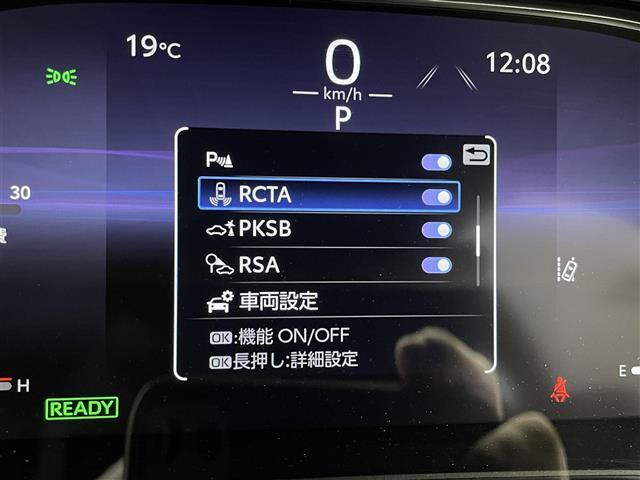 19°C
0
km/h
12:08
P
P
RCTA
30
PKSB
費
RSA
車両設定
OK:機能 ON/OFF
OK長押し:詳細設定
H
READY
E